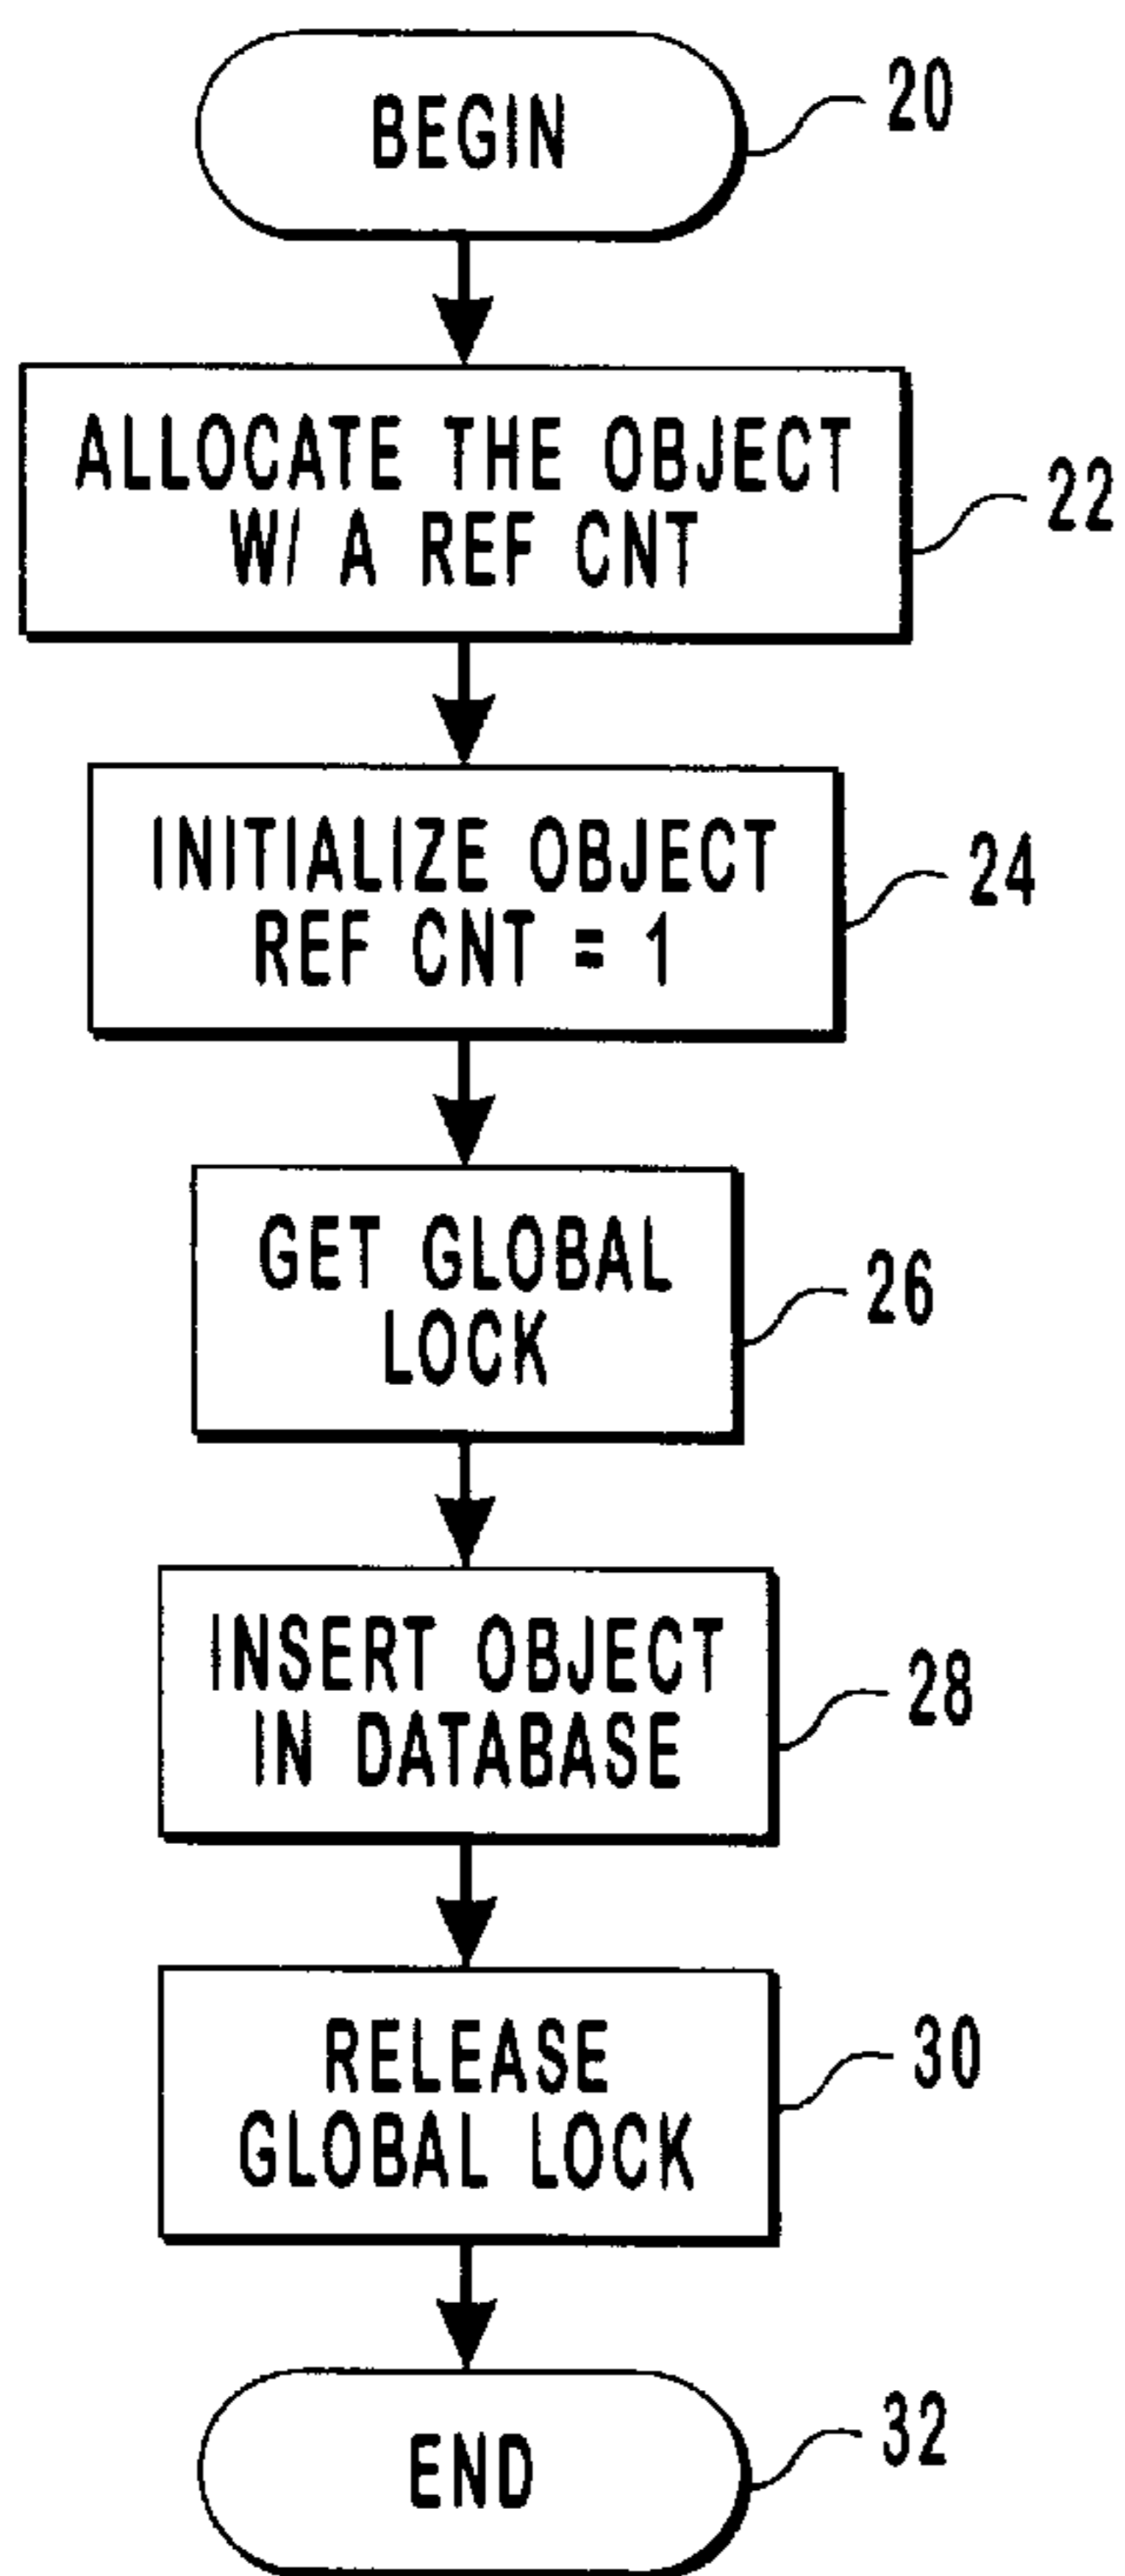 BEGIN
20
ALLOCATE THE OBJECT
W/ A REF CNT
22
INITIALIZE OBJECT
REF CNT = 1
24
GET GLOBAL
LOCK
26
INSERT OBJECT
IN DATABASE
28
RELEASE
GLOBAL LOCK
30
END
32